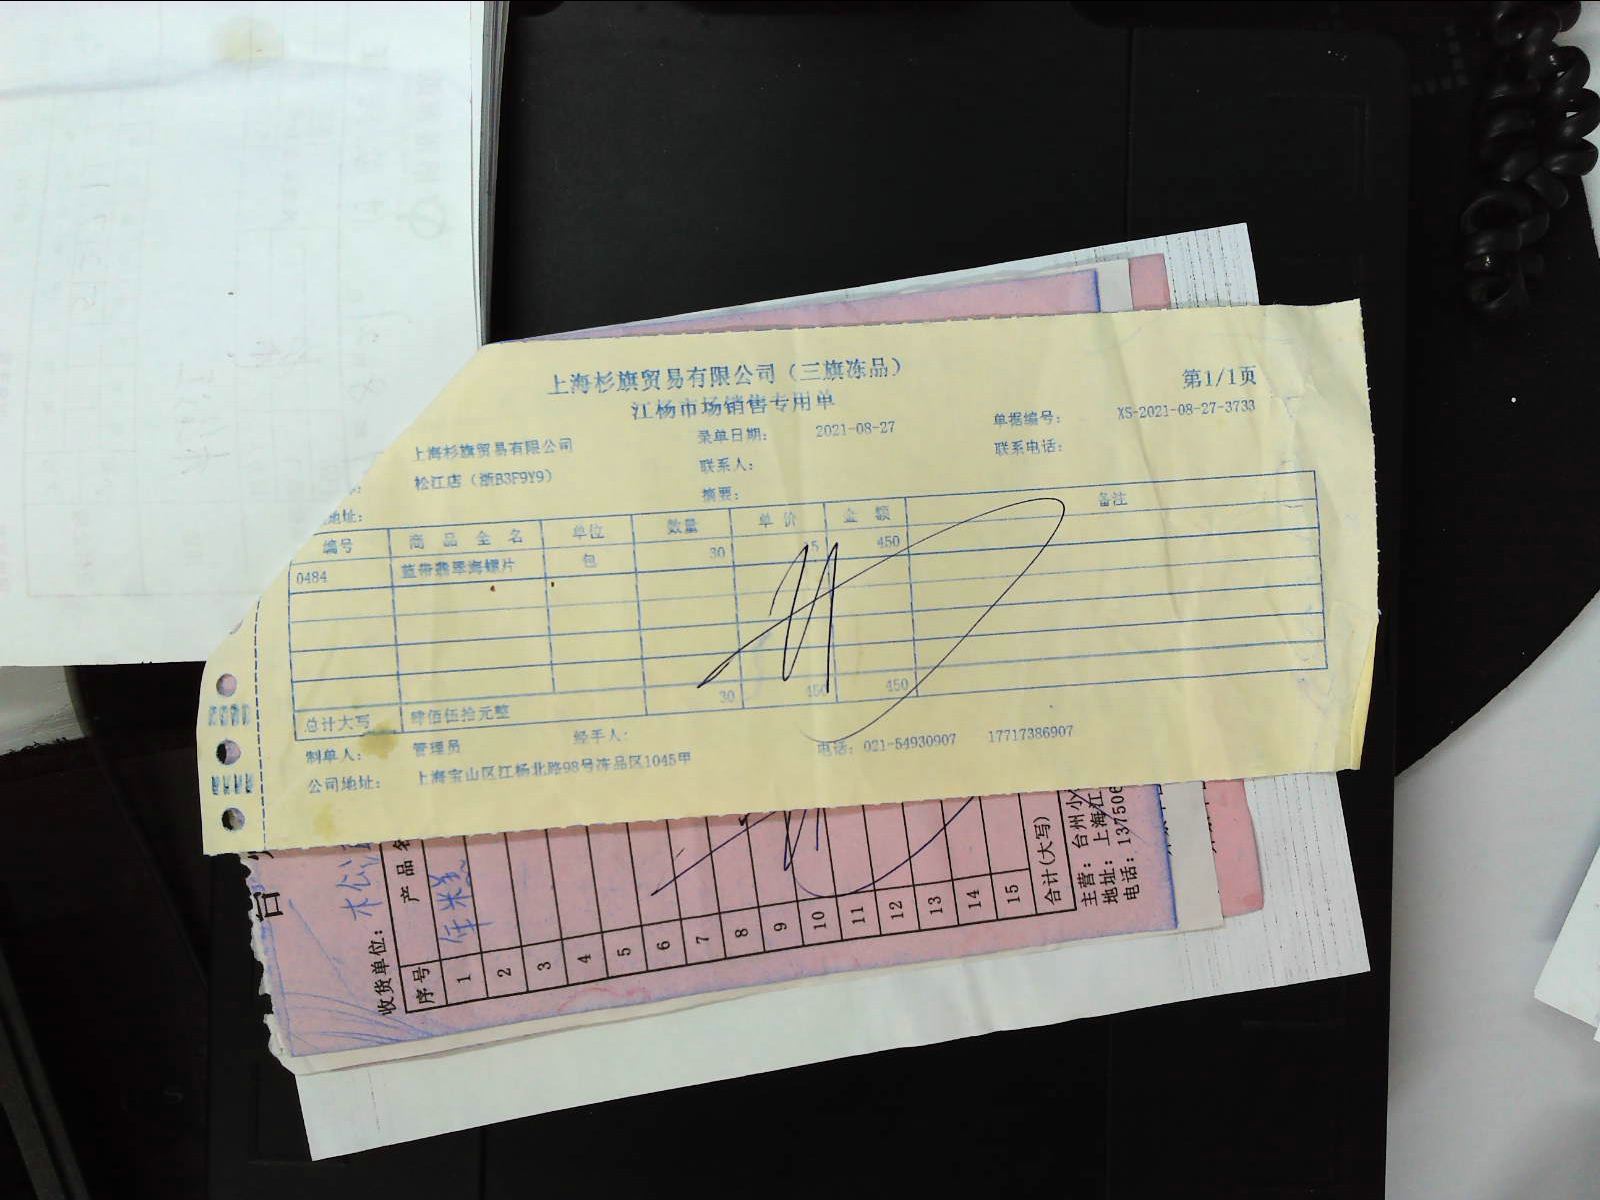 上海杉旗贸易有限公司（三旗冻品）
第1/1页
江杨市场销售专用单
上海杉旗贸易有限公司
录单日期： 2021-08-27
单据编号： XS-2021-08-27-3733
松江店（浙B3F9Y9）
联系人：
联系电话：
地址：
摘要：
编号 商品全名 单位 数量 单价 金额 备注
0484 蓝带翡翠海螺片 包 30 15 450
总计大写 肆佰伍拾元整 30 450 450
制单人： 管理员 经手人： 电话：021-54930907 17717386907
公司地址： 上海宝山区江杨北路98号冻品区1045甲
收货单位：
序号 产品名
1
2
3
4
5
6
7
8
9
10
11
12
13
14
15
合计(大写)
主营：台州小
地址：上海江
电话：137506